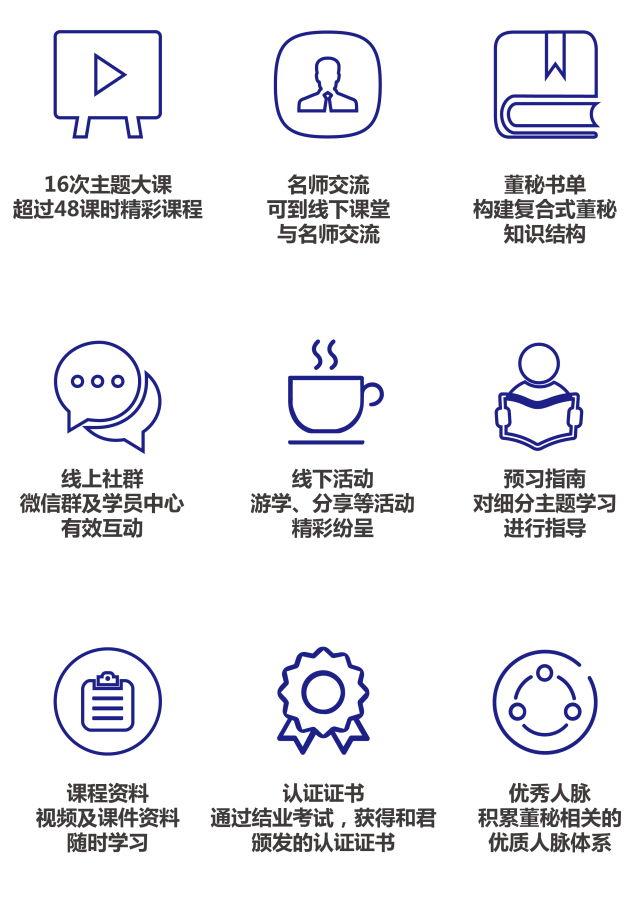 16次主题大课
超过48课时精彩课程
名师交流
可到线下课堂
与名师交流
董秘书单
构建复合式董秘
知识结构
线上社群
微信群及学员中心
有效互动
线下活动
游学、分享等活动
精彩纷呈
预习指南
对细分主题学习
进行指导
课程资料
视频及课件资料
随时学习
认证证书
通过结业考试，获得和君
颁发的认证证书
优秀人脉
积累董秘相关的
优质人脉体系